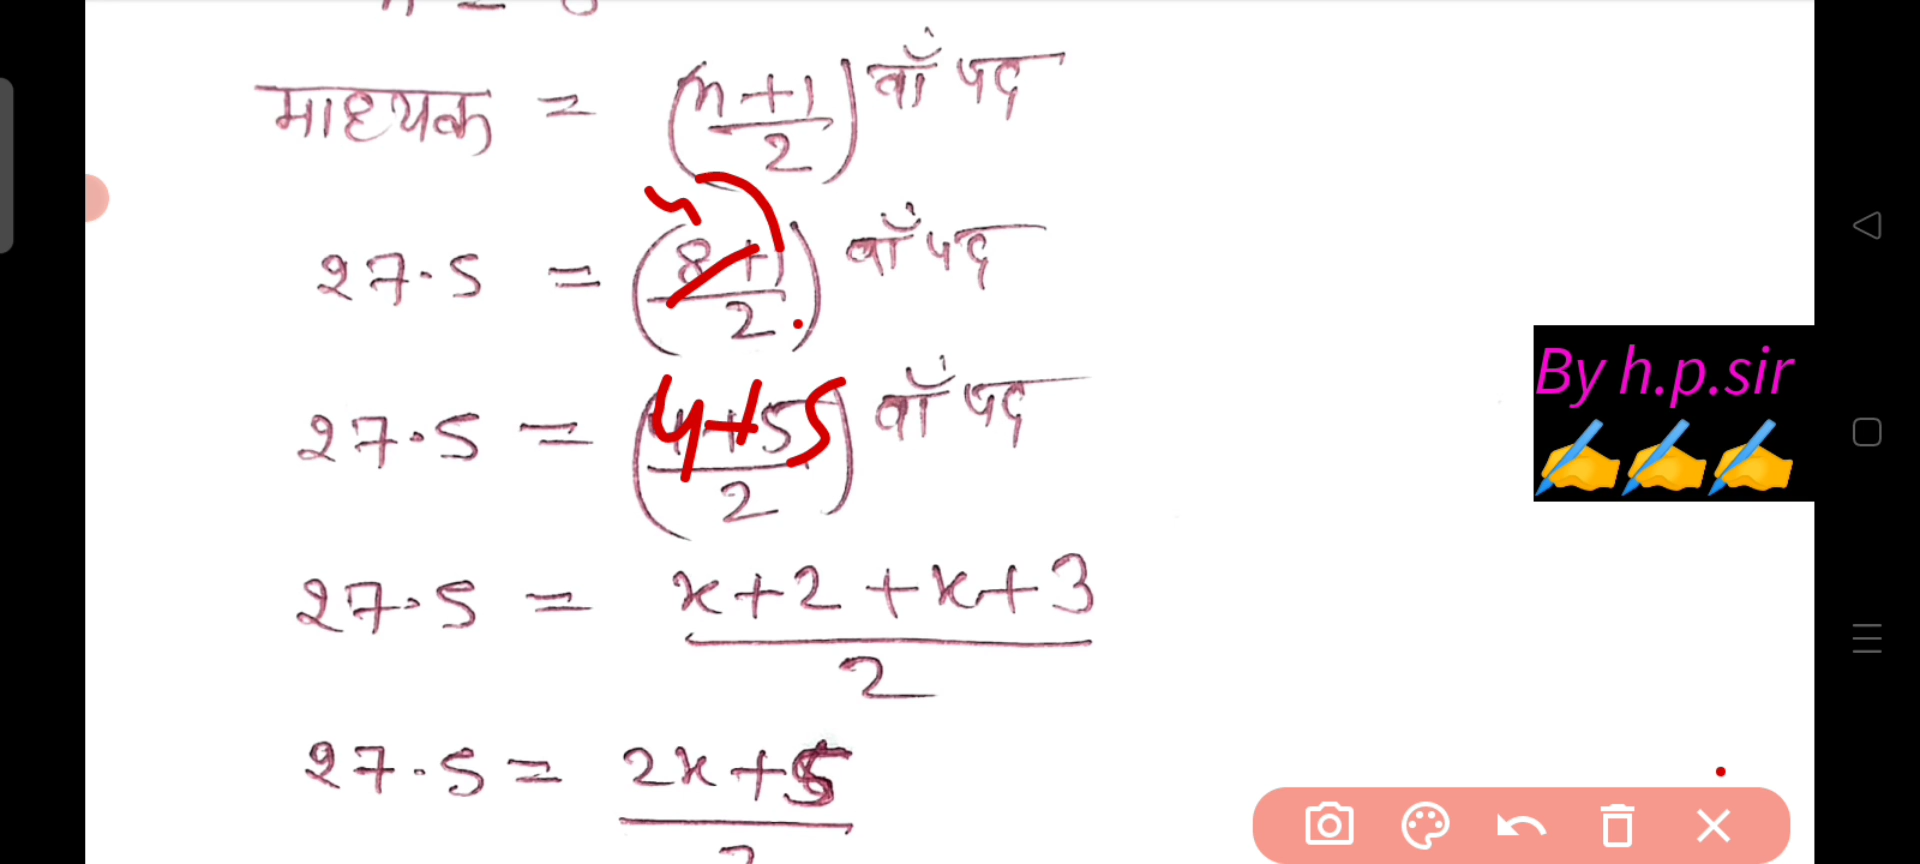 माध्यक = (n+1/2) वाँ पद
27.5 = (8+1/2) वाँ पद
27.5 = (4+5/2) वाँ पद
27.5 = x+2+x+3/2
27.5 = 2x+5/2
By h.p.sir
✍✍✍